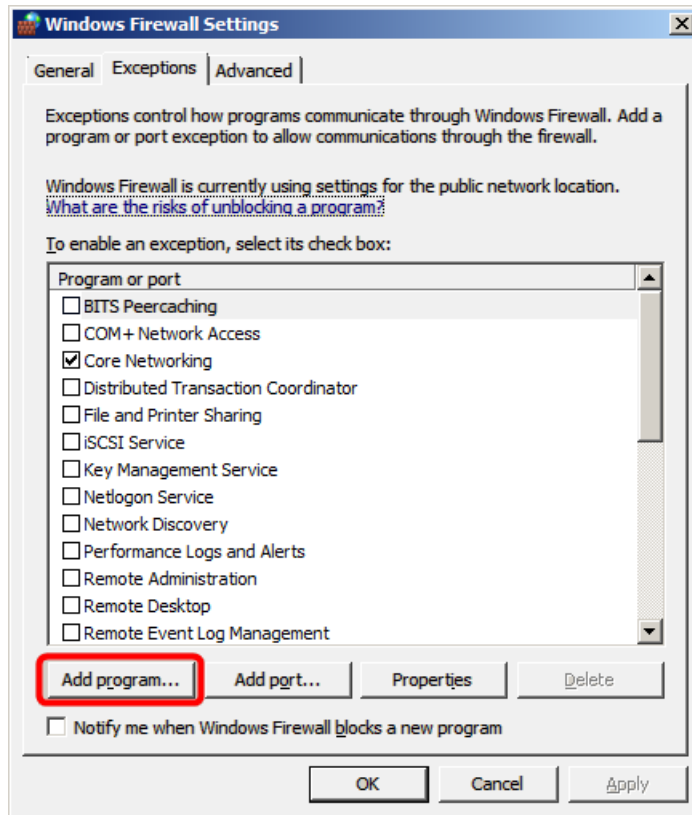 Windows Firewall Settings
General Exceptions Advanced
Exceptions control how programs communicate through Windows Firewall. Add a
program or port exception to allow communications through the firewall.
Windows Firewall is currently using settings for the public network location.
What are the risks of unblocking a program?
To enable an exception, select its check box:
Program or port
BITS Peercaching
COM+ Network Access
Core Networking
Distributed Transaction Coordinator
File and Printer Sharing
iSCSI Service
Key Management Service
Netlogon Service
Network Discovery
Performance Logs and Alerts
Remote Administration
Remote Desktop
Remote Event Log Management
Add program... Add port... Properties Delete
Notify me when Windows Firewall blocks a new program
OK Cancel Apply